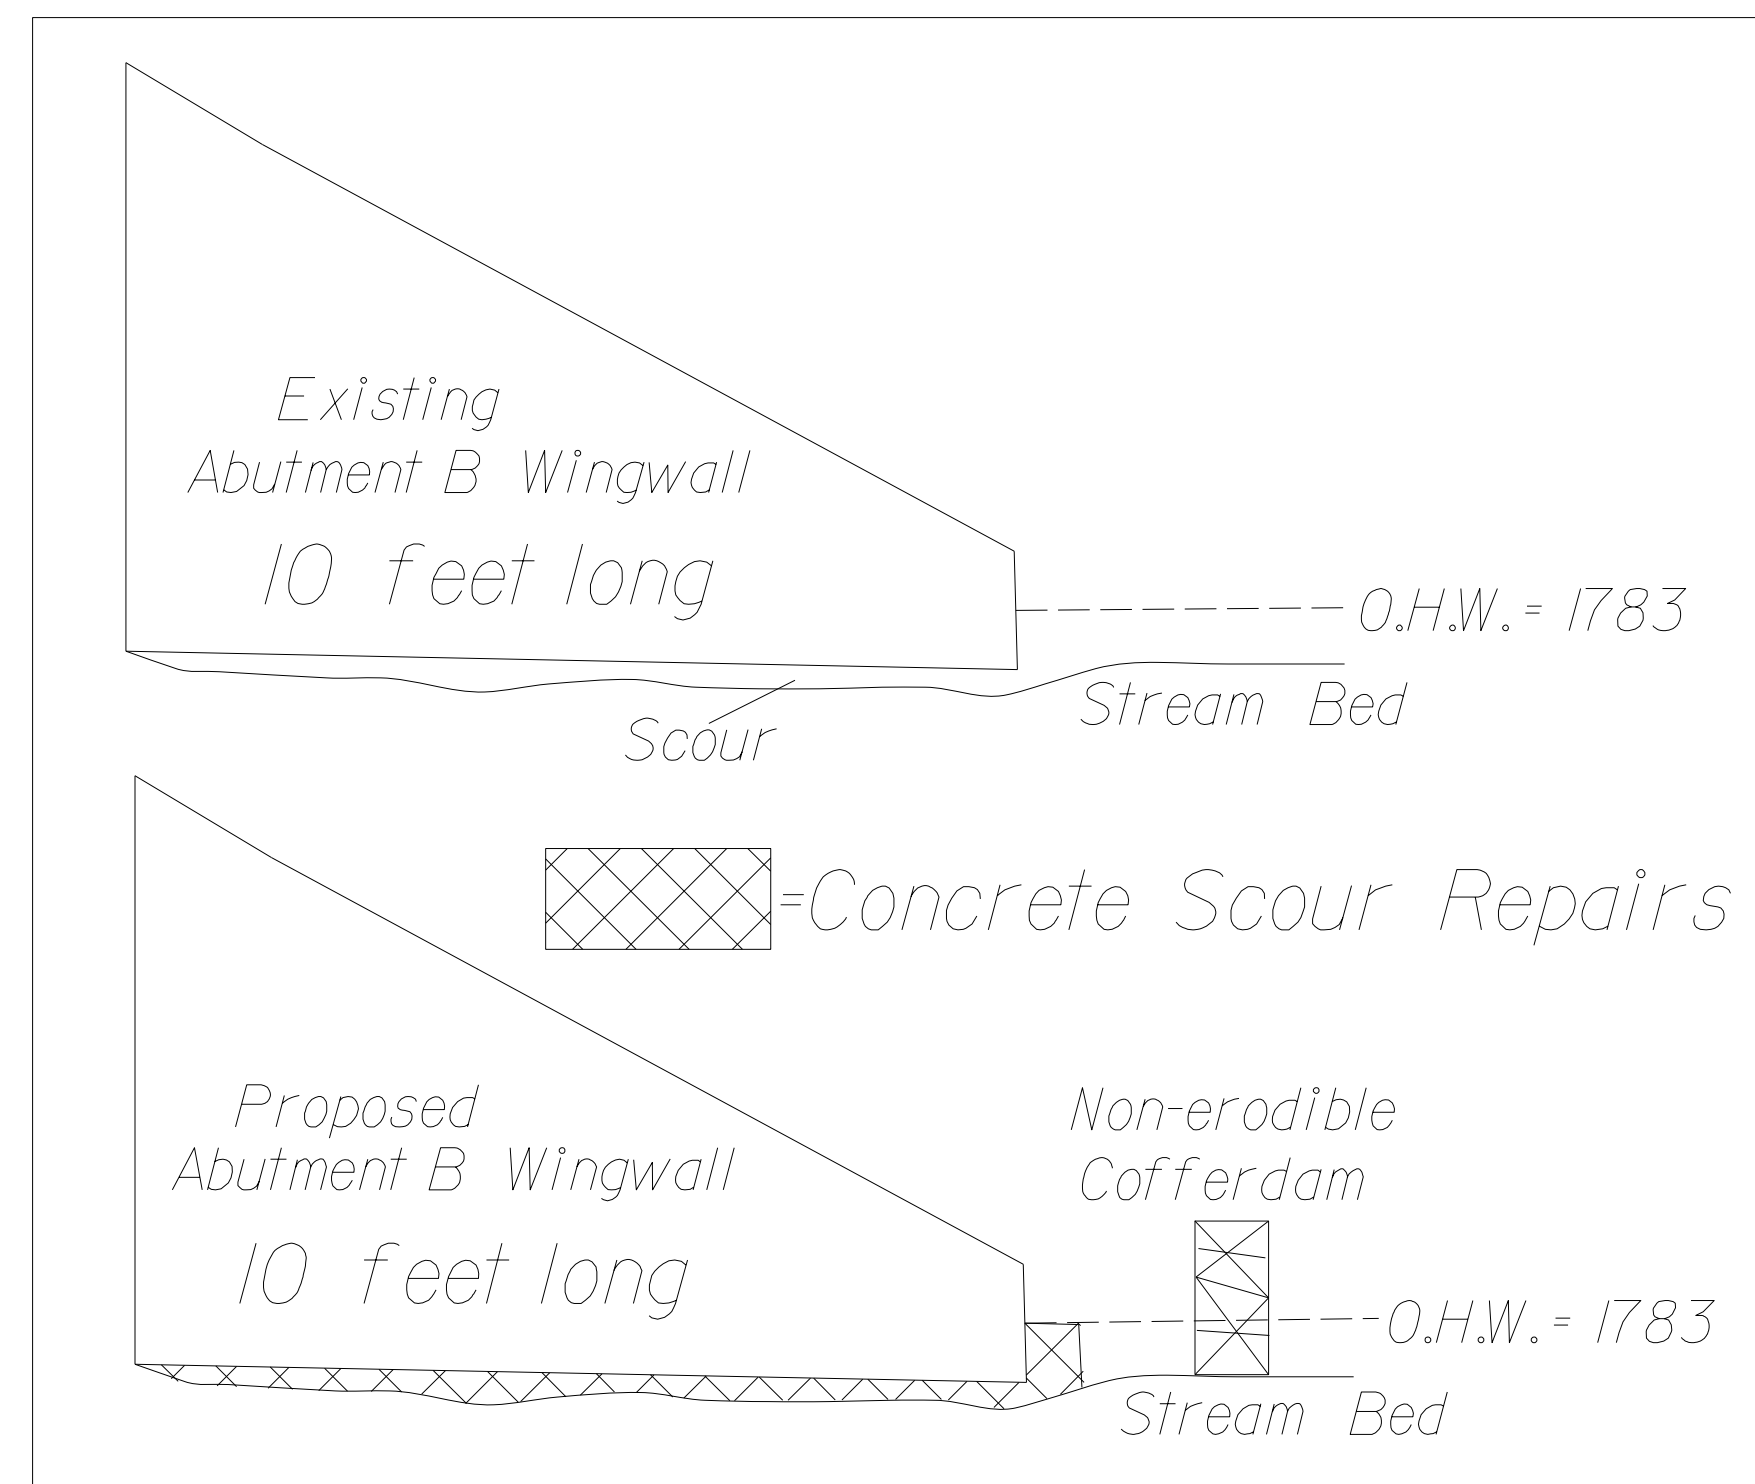 Existing
Abutment B Wingwall
10 feet long
O.H.W. = 1783
Stream Bed
Scour
=Concrete Scour Repairs
Proposed
Abutment B Wingwall
10 feet long
Non-erodible
Cofferdam
O.H.W. = 1783
Stream Bed